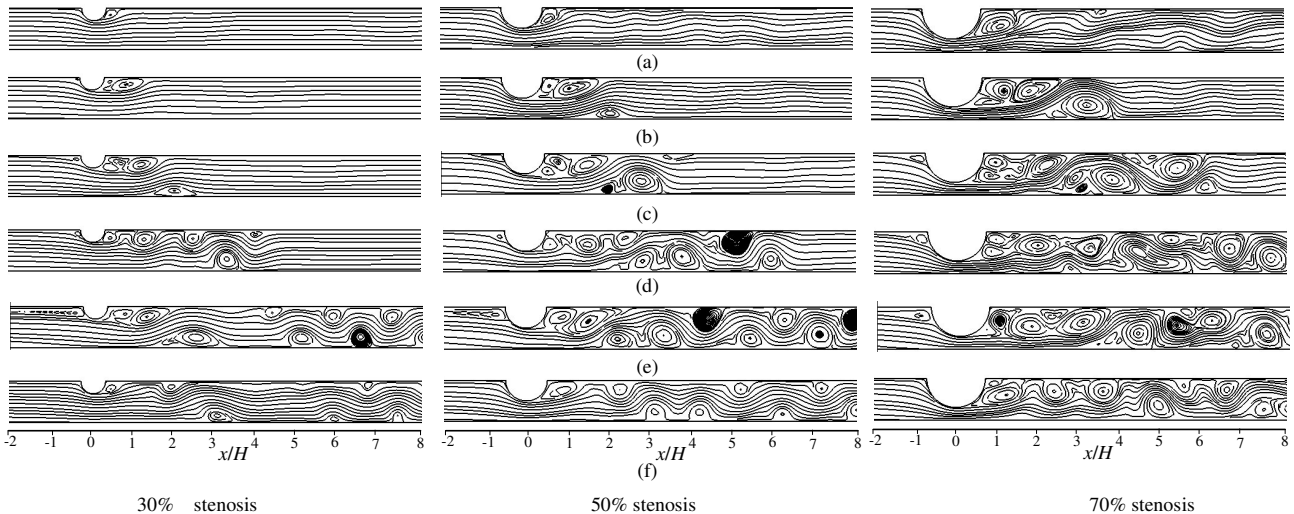 (a)
(b)
(c)
(d)
(e)
-2 -1 0 1 2 3 4 5 6 7 8
-2 -1 0 1 2 3 4 5 6 7 8
-2 -1 0 1 2 3 4 5 6 7 8
x/H
x/H
x/H
(f)
30% stenosis
50% stenosis
70% stenosis